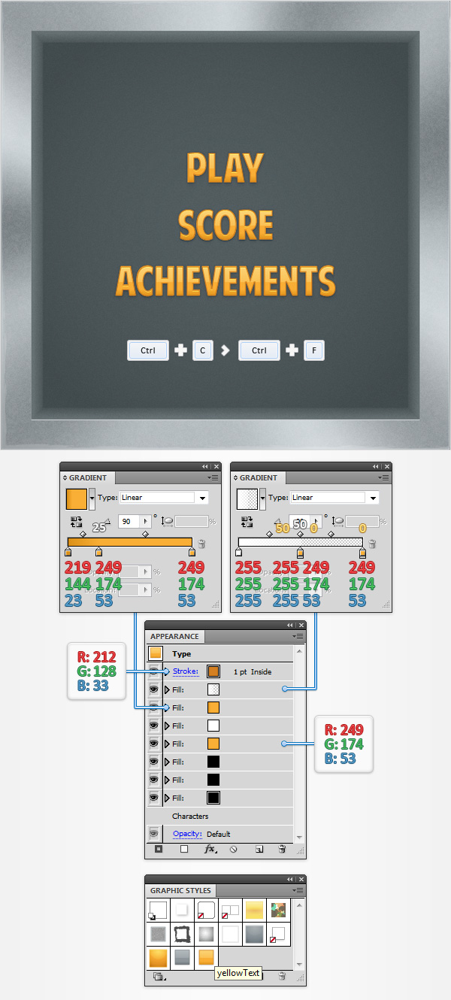 PLAY
SCORE
ACHIEVEMENTS
Ctrl + C > Ctrl + F
GRADIENT
Type: Linear
25 90 ° %
219 249 249
144 174 174
23 53 53
GRADIENT
Type: Linear
50 50 0 0 %
255 255 249 249
255 255 174 174
255 255 53 53
APPEARANCE
Type
Stroke: 1 pt Inside
Fill:
Fill:
Fill:
Fill:
Fill:
Fill:
Fill:
Characters
Opacity: Default
R: 212
G: 128
B: 33
R: 249
G: 174
B: 53
GRAPHIC STYLES
yellowText